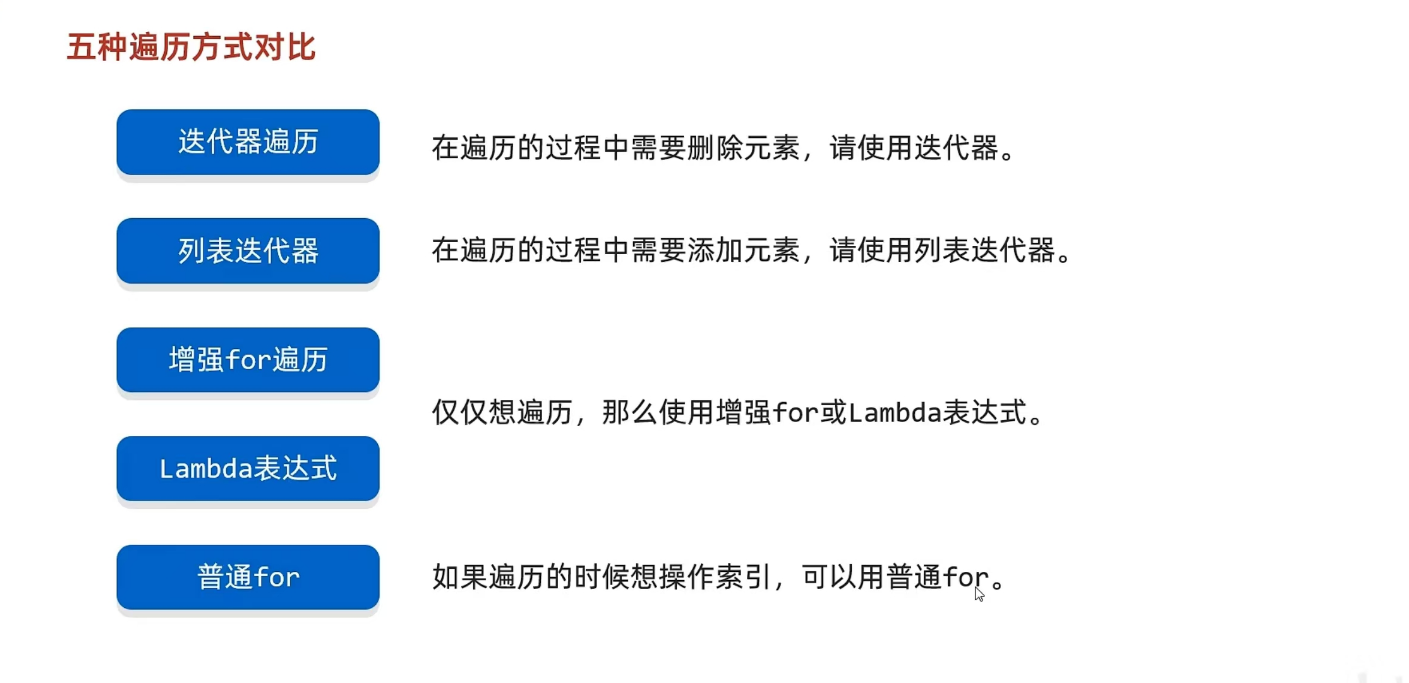 五种遍历方式对比
迭代器遍历
在遍历的过程中需要删除元素，请使用迭代器。
列表迭代器
在遍历的过程中需要添加元素，请使用列表迭代器。
增强for遍历
仅仅想遍历，那么使用增强for或Lambda表达式。
Lambda表达式
普通for
如果遍历的时候想操作索引，可以用普通for。